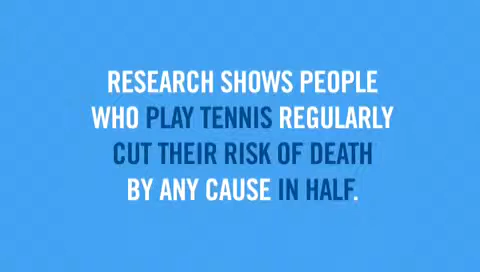 RESEARCH SHOWS PEOPLE
WHO PLAY TENNIS REGULARLY
CUT THEIR RISK OF DEATH
BY ANY CAUSE IN HALF.